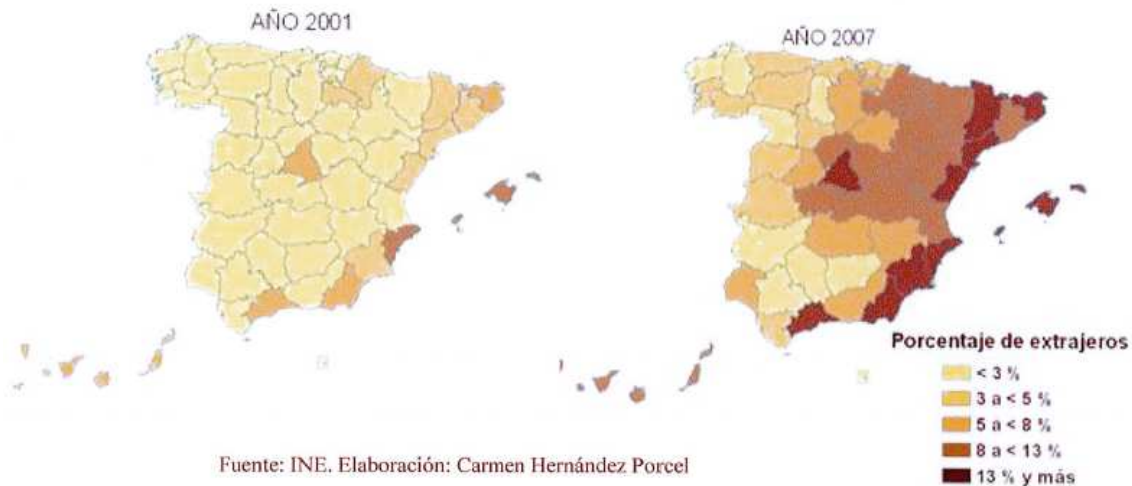 AÑO 2001
AÑO 2007
Porcentaje de extrajeros
< 3 %
3 a < 5 %
5 a < 8 %
8 a < 13 %
13 % y más
Fuente: INE. Elaboración: Carmen Hernández Porcel